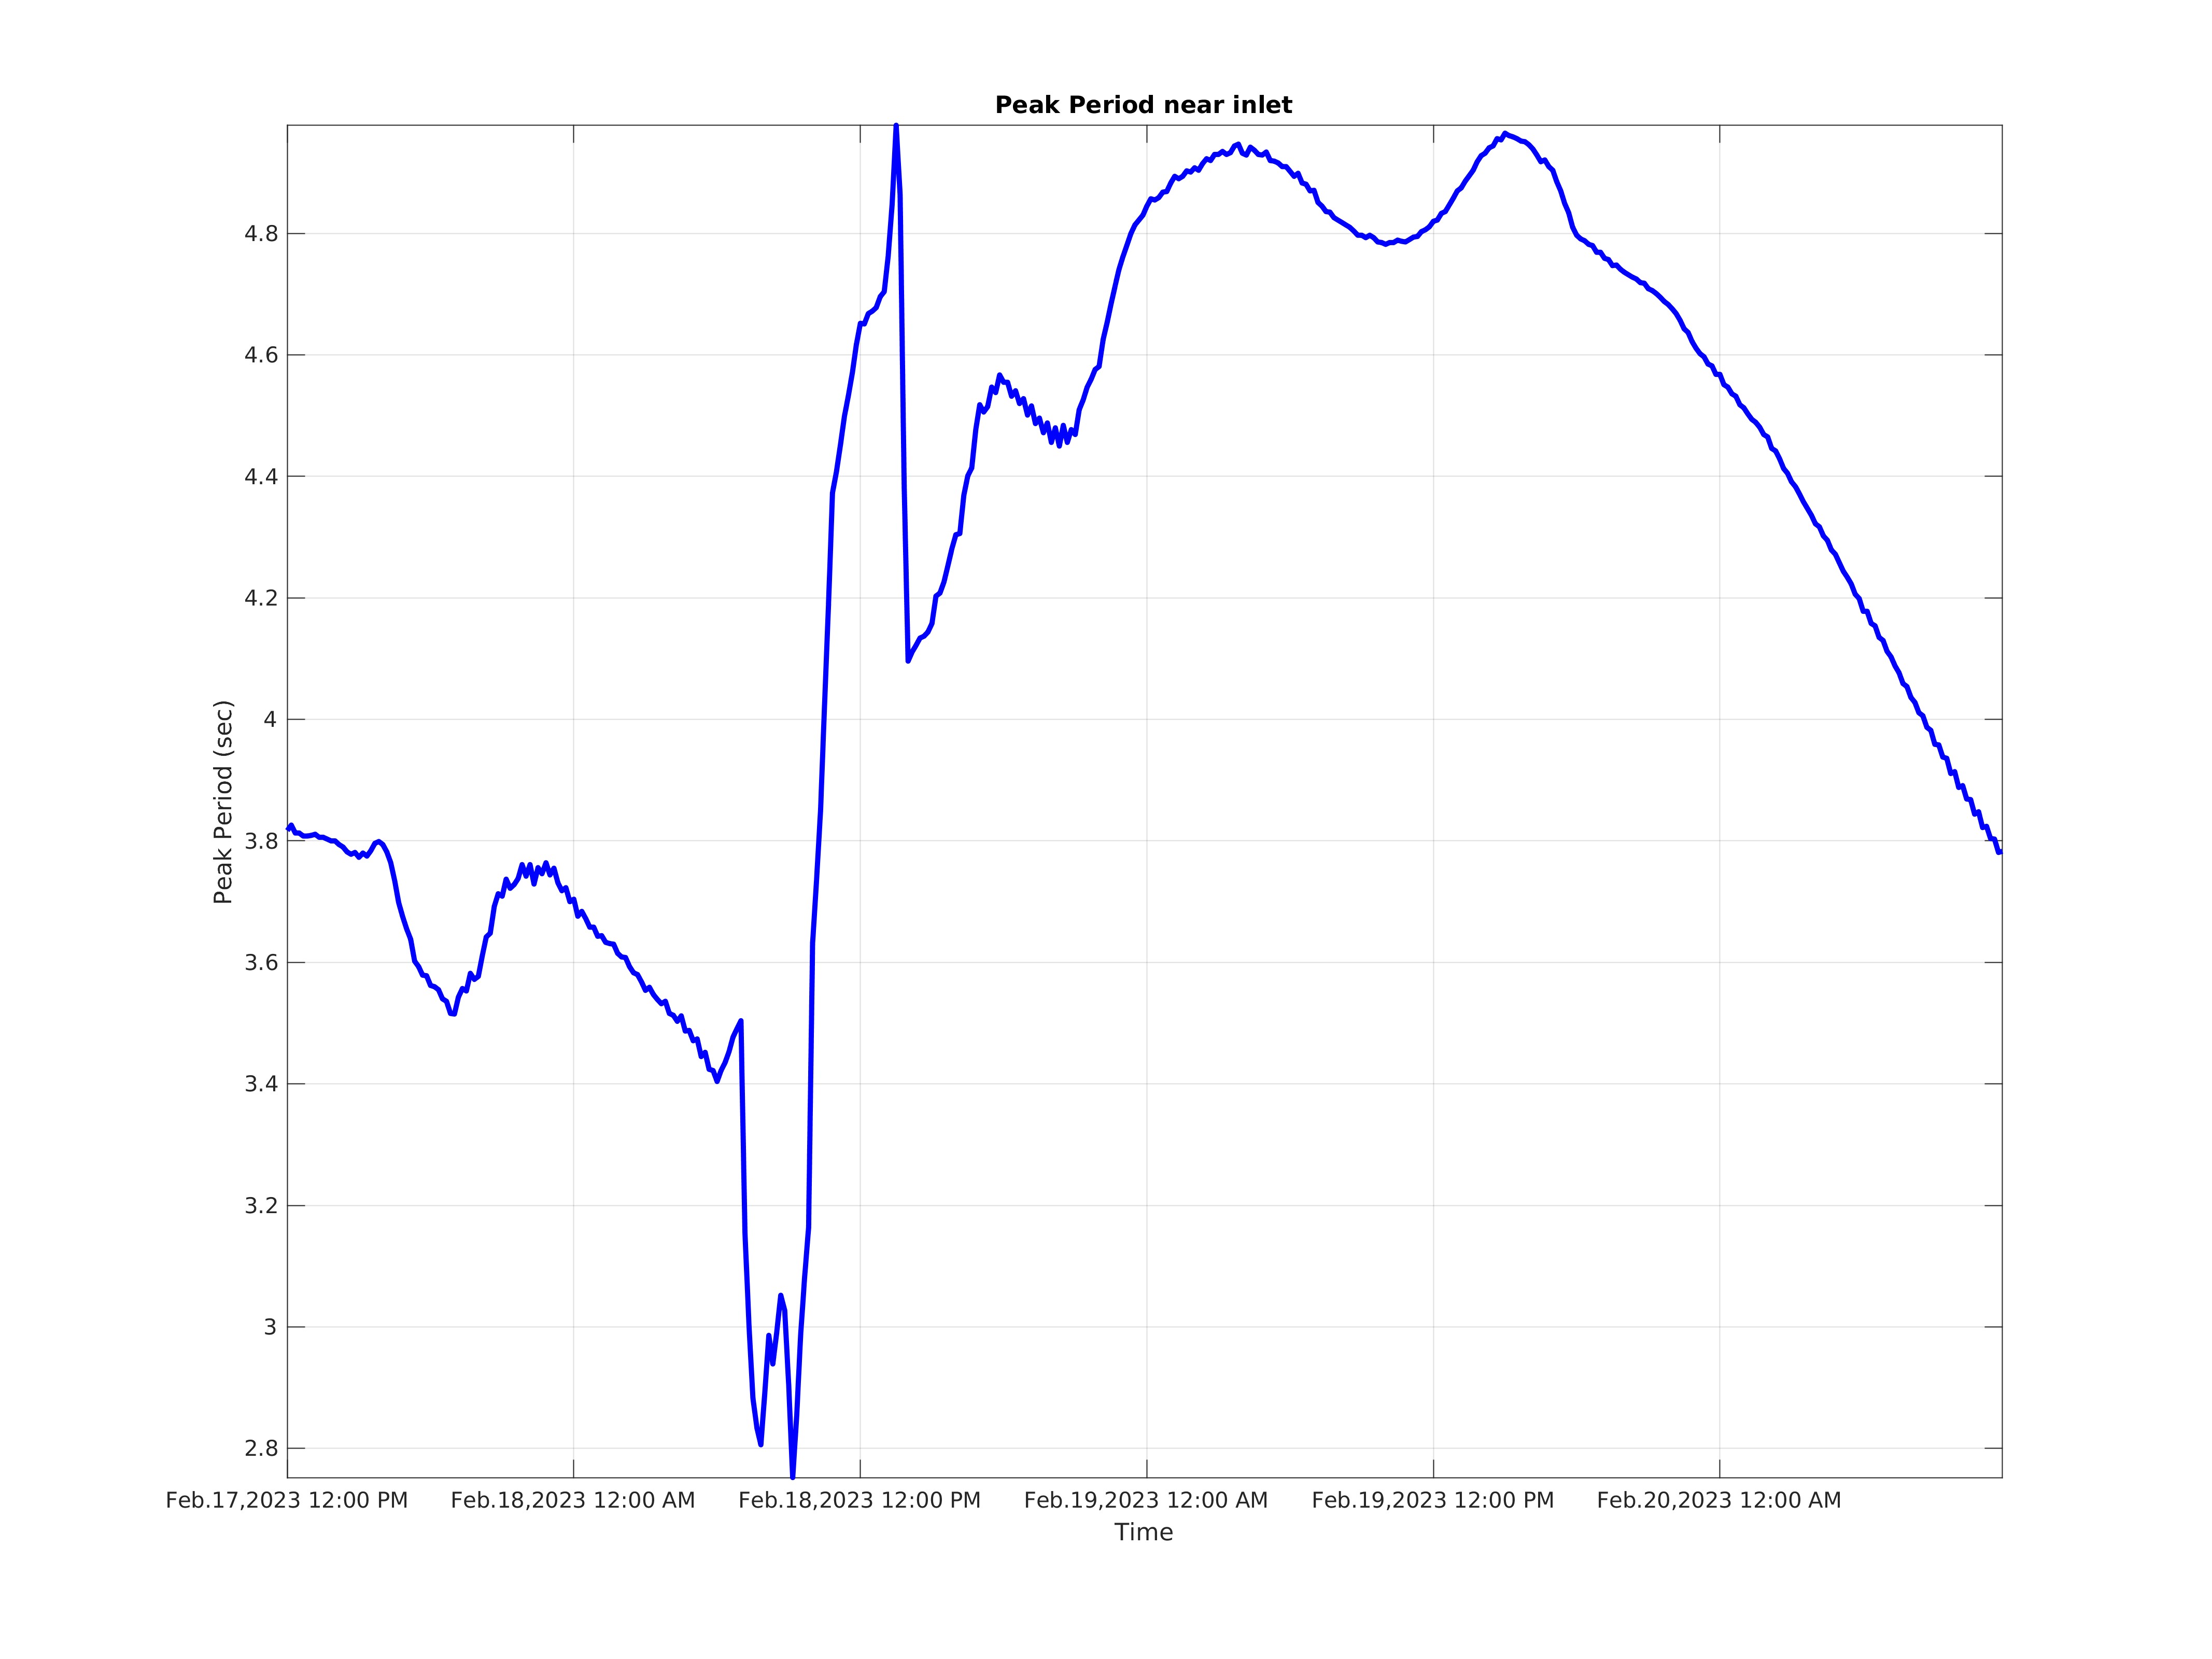 Peak Period near inlet
4.8
4.6
4.4
4.2
4
3.8
3.6
3.4
3.2
3
2.8
Peak Period (sec)
Feb.17,2023 12:00 PM Feb.18,2023 12:00 AM Feb.18,2023 12:00 PM Feb.19,2023 12:00 AM Feb.19,2023 12:00 PM Feb.20,2023 12:00 AM
Time